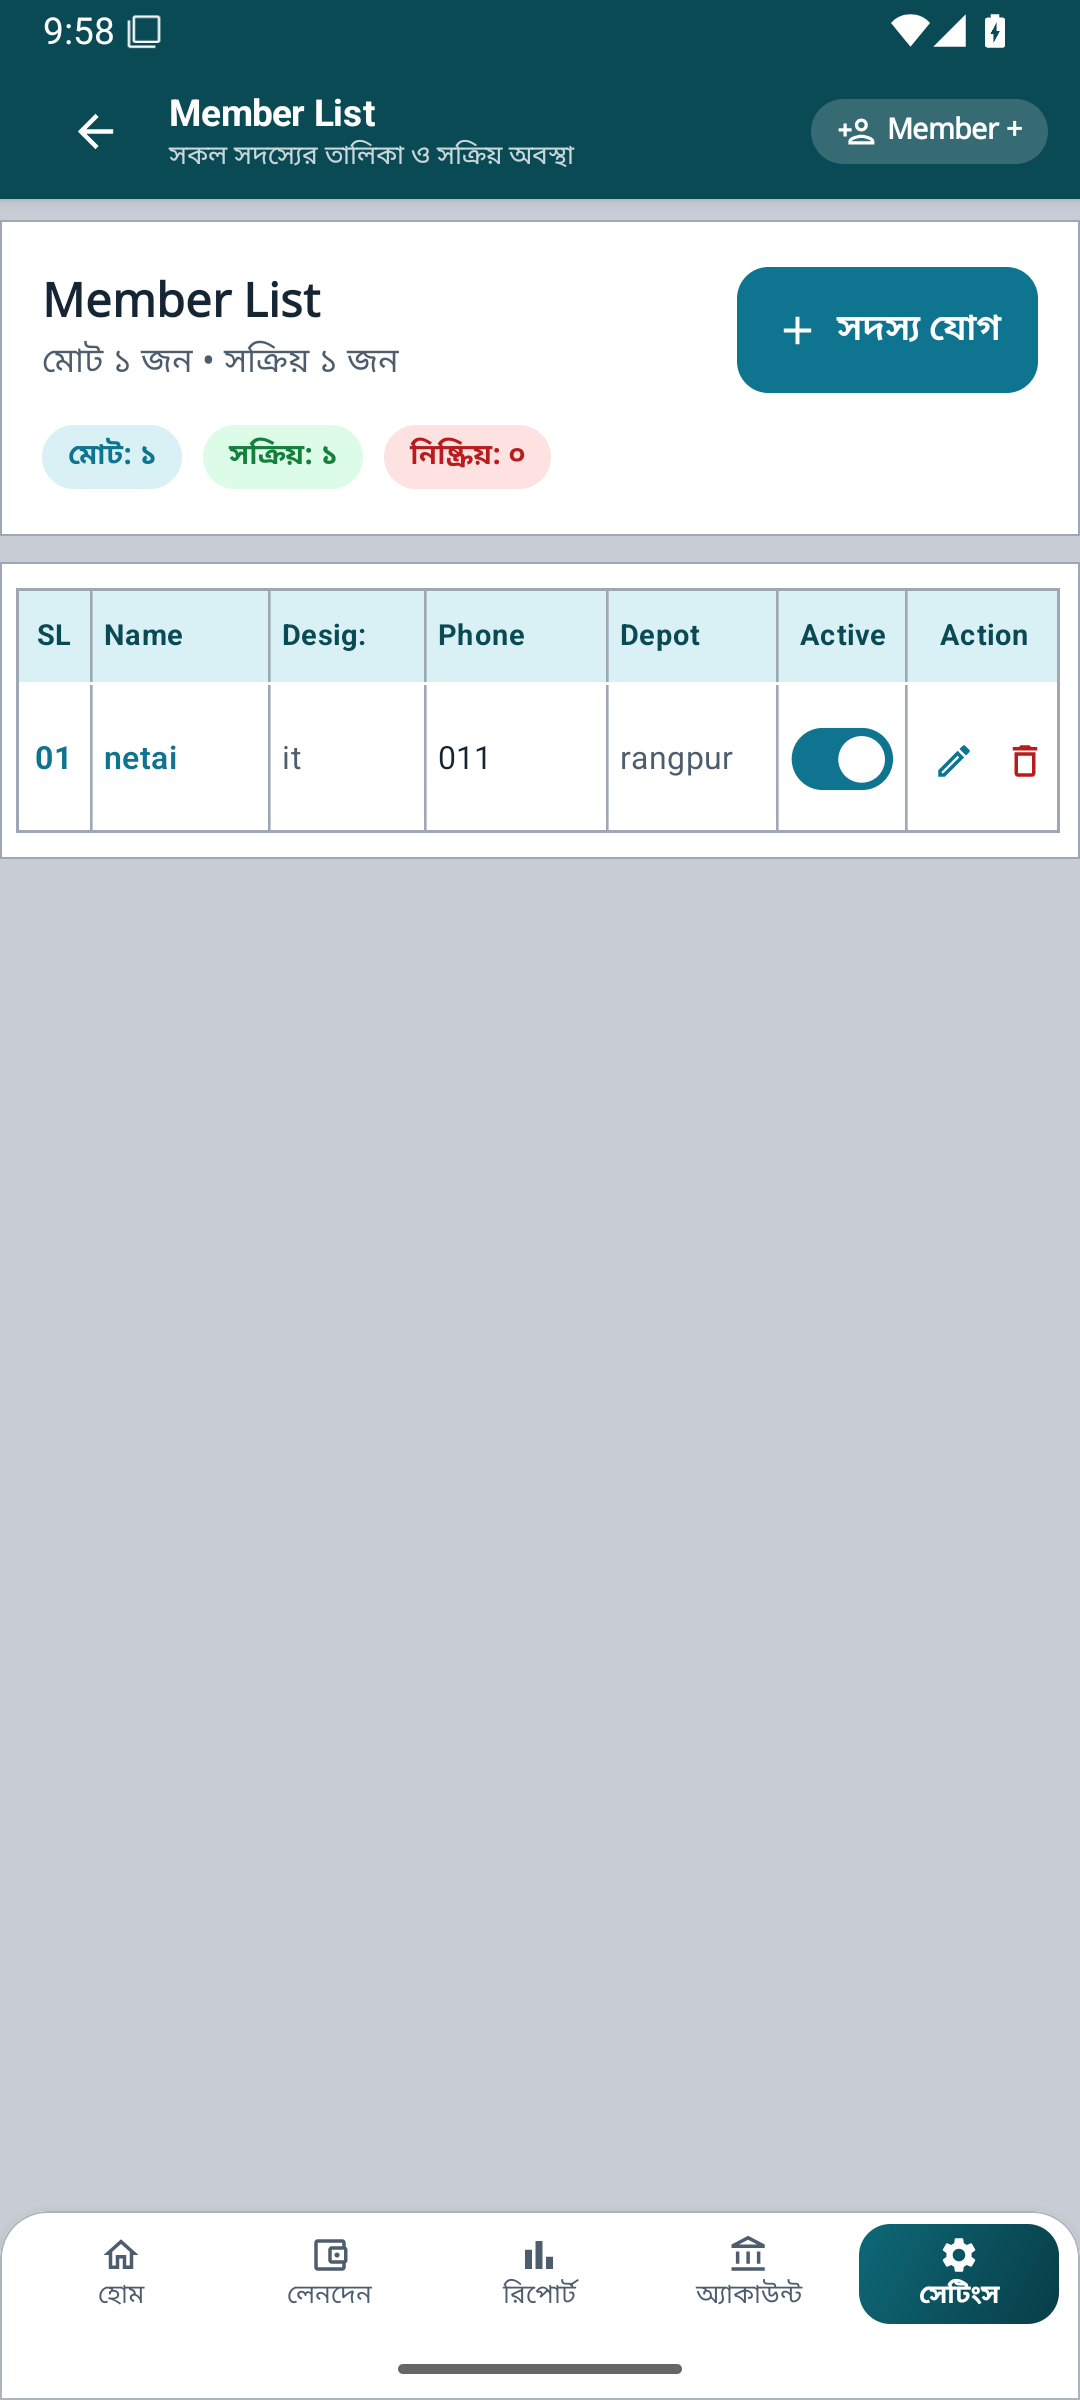 9:58
Member List
সকল সদস্যের তালিকা ও সক্রিয় অবস্থা
Member +
Member List
মোট ১ জন • সক্রিয় ১ জন
+ সদস্য যোগ
মোট: ১
সক্রিয়: ১
নিষ্ক্রিয়: ০
SL Name Desig: Phone Depot Active Action
01 netai it 011 rangpur
হোম
লেনদেন
রিপোর্ট
অ্যাকাউন্ট
সেটিংস